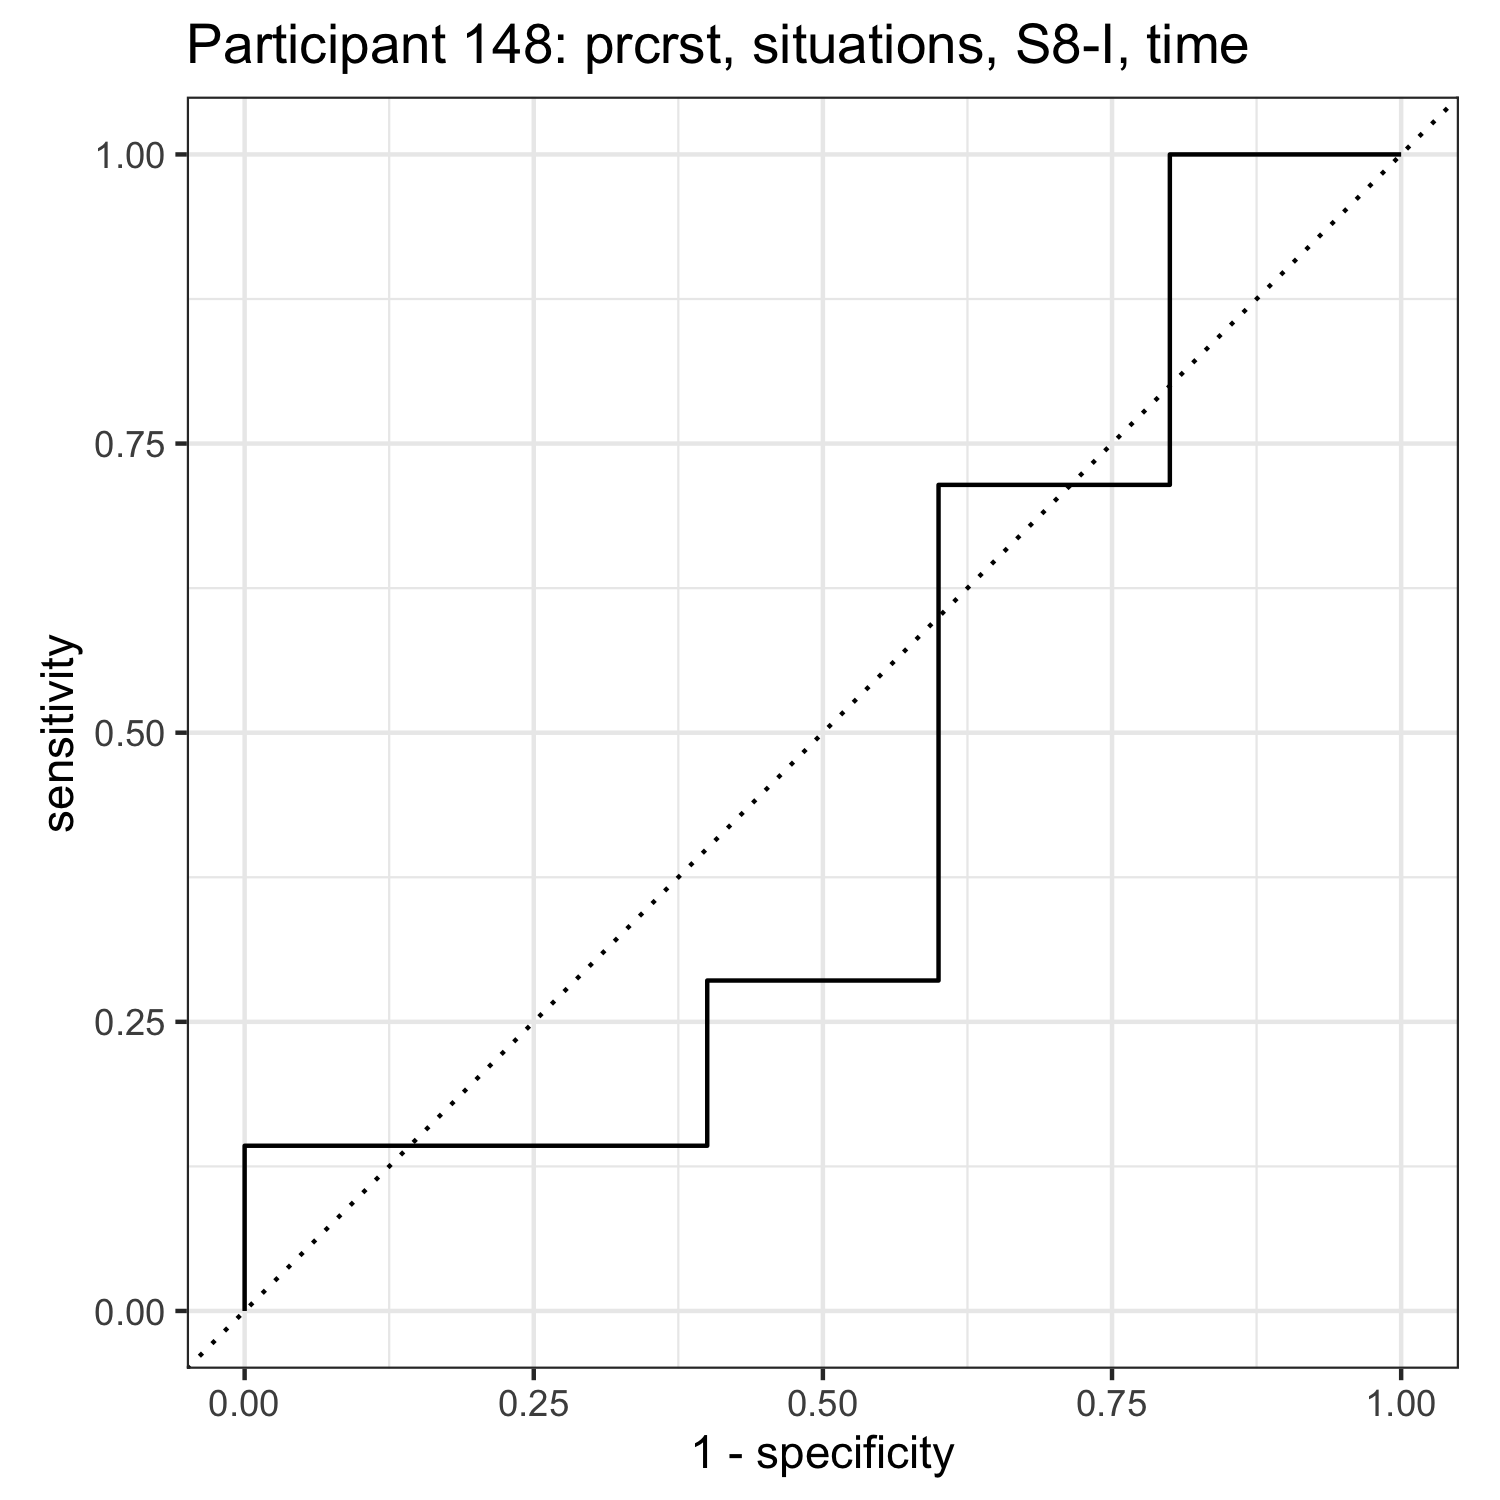 Participant 148: prcrst, situations, S8-I, time
1.00
0.75
0.50
0.25
0.00
sensitivity
0.00 0.25 0.50 0.75 1.00
1 - specificity